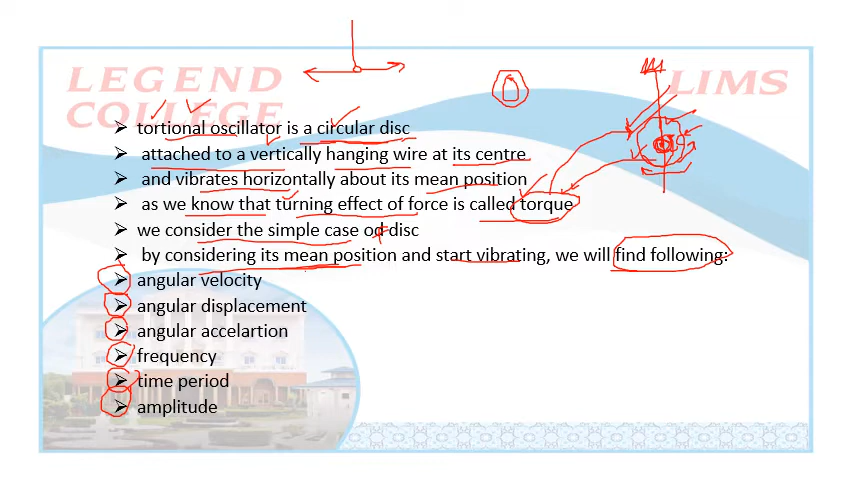 LEGEND
COLLEGE
LIMS
➤ tortional oscillator is a circular disc
➤ attached to a vertically hanging wire at its centre
➤ and vibrates horizontally about its mean position
➤ as we know that turning effect of force is called torque
➤ we consider the simple case od disc
➤ by considering its mean position and start vibrating, we will find following:
➤ angular velocity
➤ angular displacement
➤ angular accelartion
➤ frequency
➤ time period
➤ amplitude